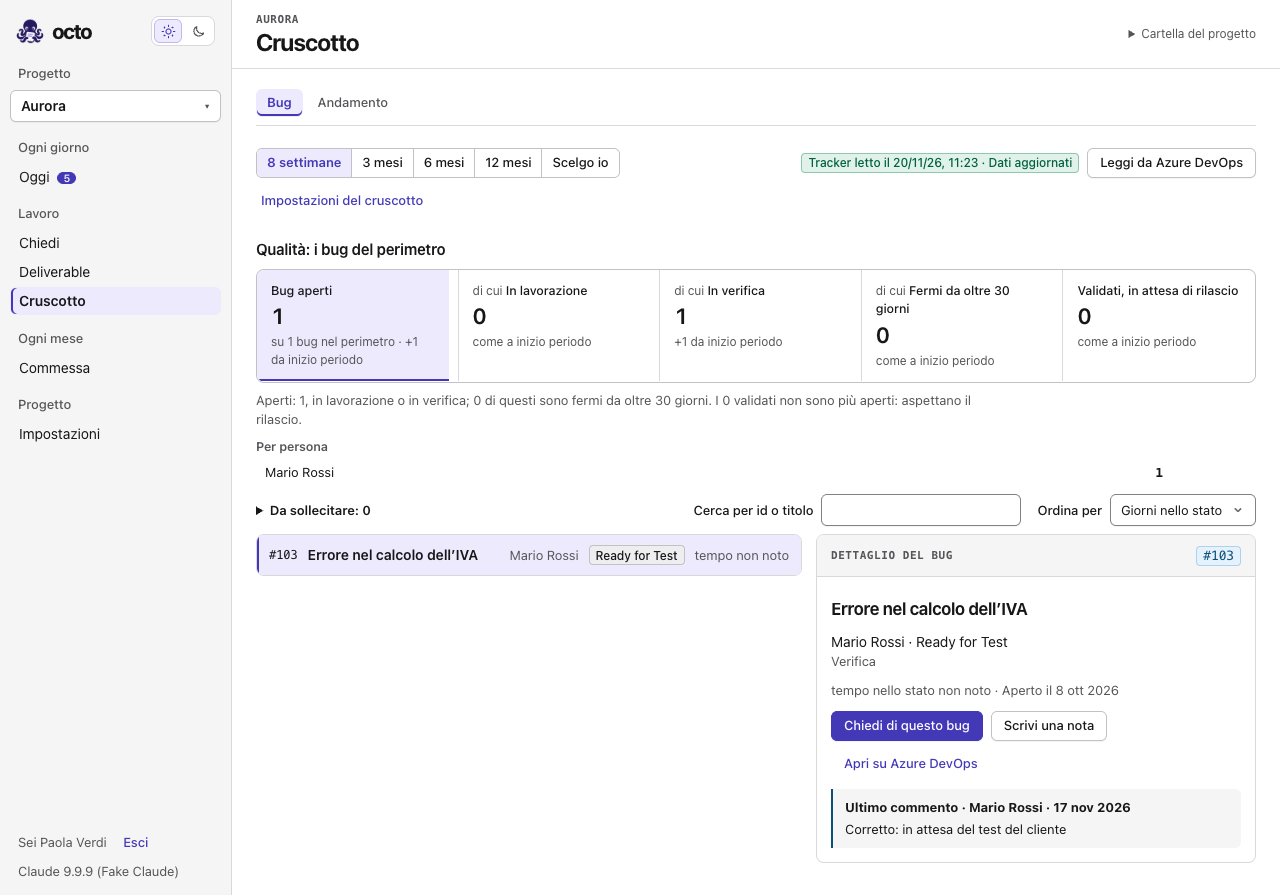 octo
Progetto
Aurora
Ogni giorno
Oggi 5
Lavoro
Chiedi
Deliverable
Cruscotto
Ogni mese
Commessa
Progetto
Impostazioni
Sei Paola Verdi Esci
Claude 9.9.9 (Fake Claude)
AURORA
Cruscotto
Cartella del progetto
Bug Andamento
8 settimane 3 mesi 6 mesi 12 mesi Scelgo io
Tracker letto il 20/11/26, 11:23 · Dati aggiornati
Leggi da Azure DevOps
Impostazioni del cruscotto
Qualità: i bug del perimetro
Bug aperti
1
su 1 bug nel perimetro · +1
da inizio periodo
di cui In lavorazione
0
come a inizio periodo
di cui In verifica
1
+1 da inizio periodo
di cui Fermi da oltre 30
giorni
0
come a inizio periodo
Validati, in attesa di rilascio
0
come a inizio periodo
Aperti: 1, in lavorazione o in verifica; 0 di questi sono fermi da oltre 30 giorni. I 0 validati non sono più aperti: aspettano il
rilascio.
Per persona
Mario Rossi 1
Da sollecitare: 0
Cerca per id o titolo
Ordina per Giorni nello stato
#103 Errore nel calcolo dell’IVA Mario Rossi Ready for Test tempo non noto
DETTAGLIO DEL BUG #103
Errore nel calcolo dell’IVA
Mario Rossi · Ready for Test
Verifica
tempo nello stato non noto · Aperto il 8 ott 2026
Chiedi di questo bug Scrivi una nota
Apri su Azure DevOps
Ultimo commento · Mario Rossi · 17 nov 2026
Corretto: in attesa del test del cliente